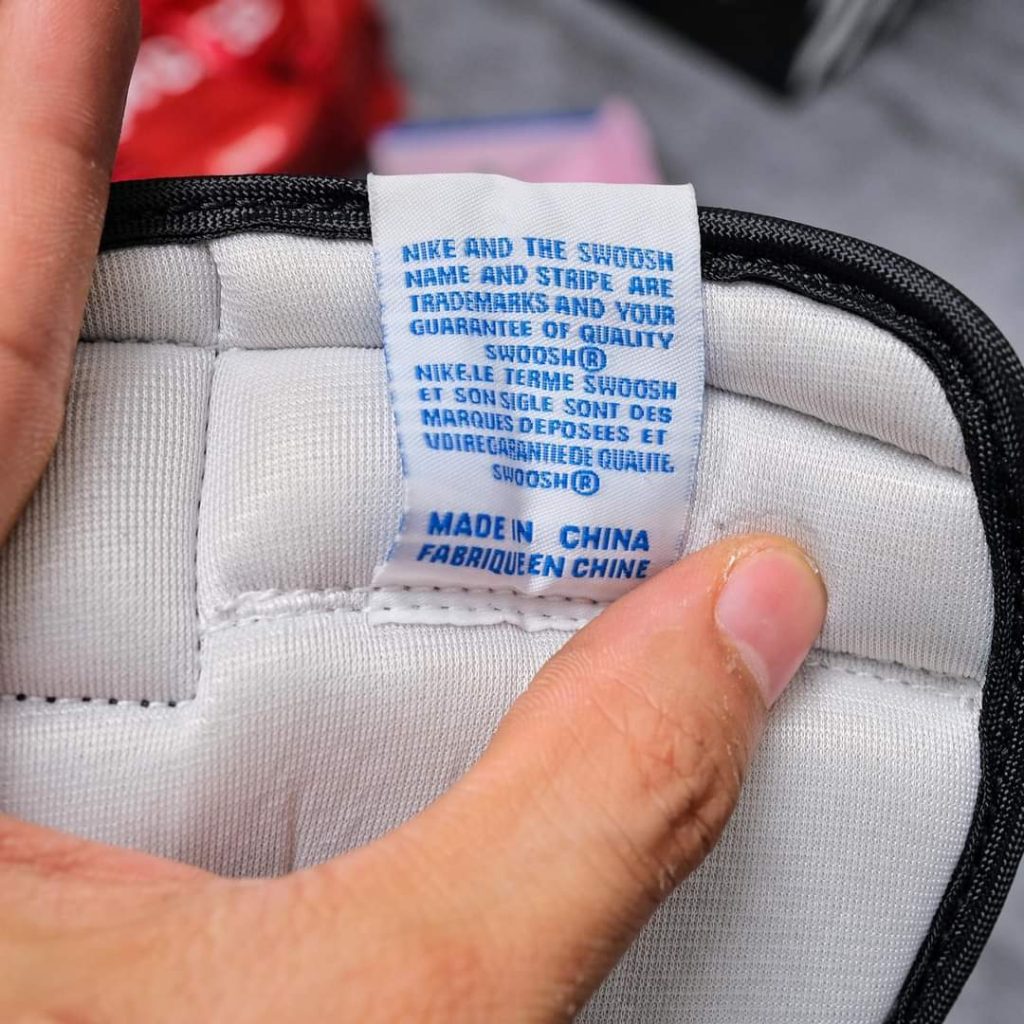 NIKE AND THE SWOOSH
NAME AND STRIPE ARE
TRADEMARKS AND YOUR
GUARANTEE OF QUALITY
SWOOSH®
NIKE.LE TERME SWOOSH
ET SON SIGLE SONT DES
MARQUES DEPOSEES ET
VOTRE GARANTIE DE QUALITE.
SWOOSH®
MADE IN CHINA
FABRIQUE EN CHINE